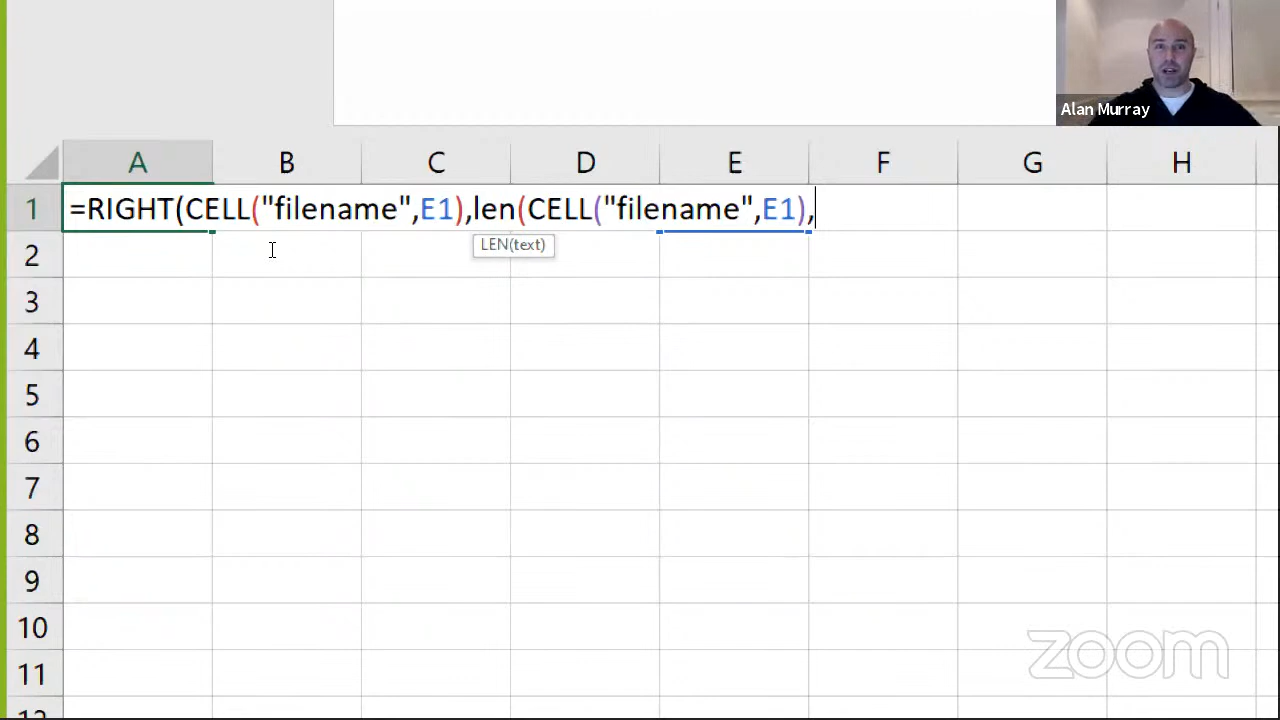 Alan Murray
A B C D E F G H
1 =RIGHT(CELL("filename",E1),len(CELL("filename",E1),
LEN(text)
2
3
4
5
6
7
8
9
10
11
12
zoom